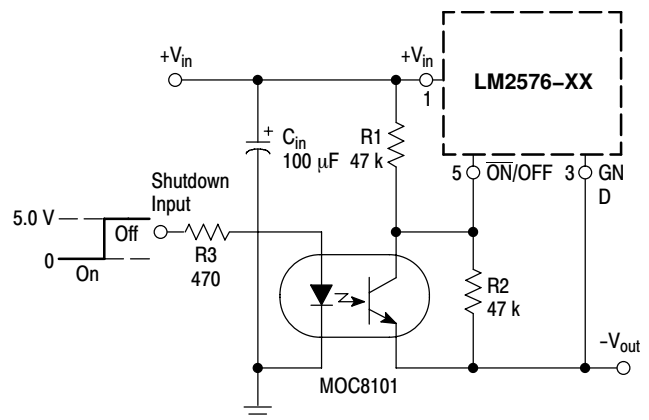 +Vin
+Vin
1
LM2576−XX
Cin
100 μF
+
R1
47 k
5 ON/OFF
3 GN
D
Shutdown
Input
5.0 V
Off
0
On
R3
470
R2
47 k
−Vout
MOC8101